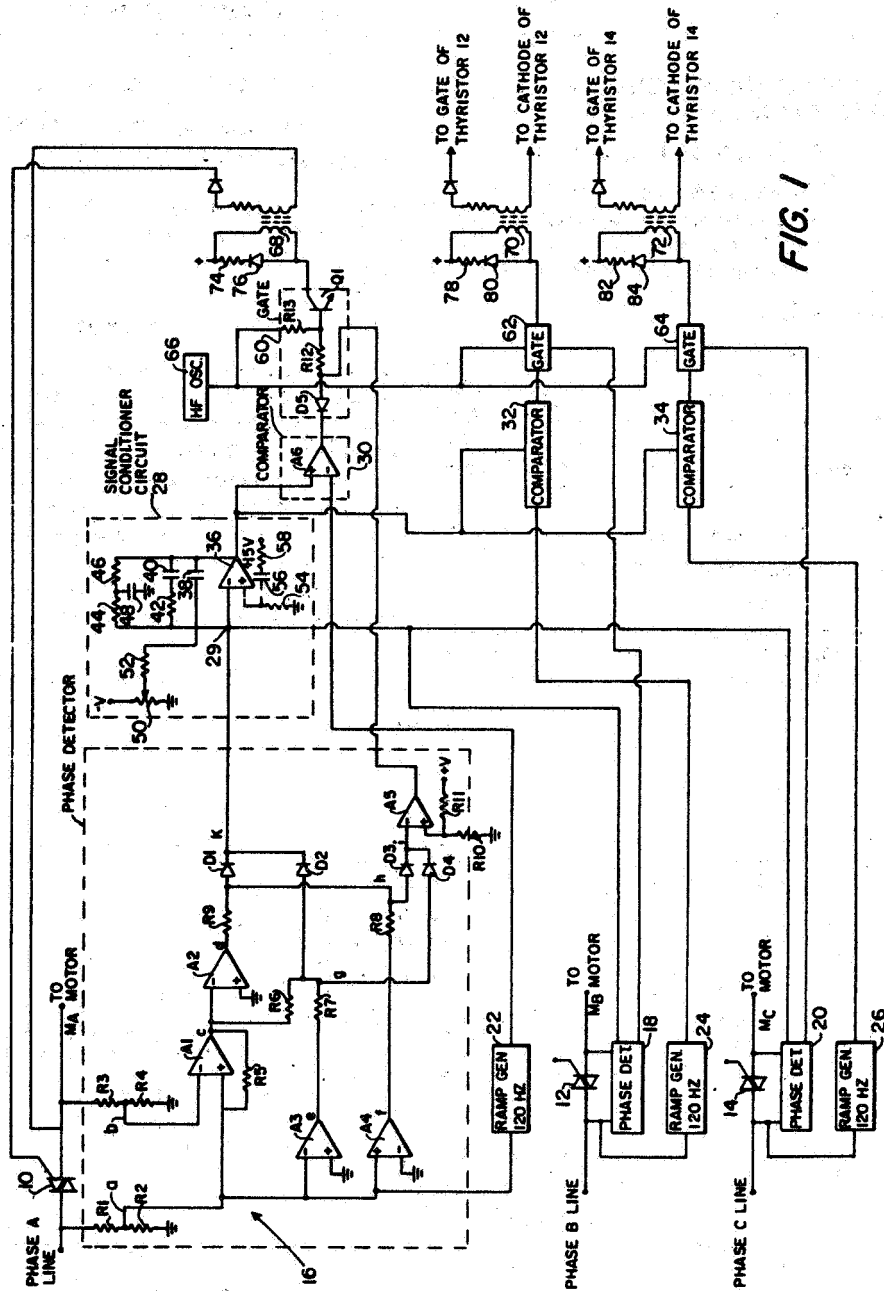 PHASE A
LINE
10
TO
MOTOR
MA
R1
R2
a
R3
R4
b
16
PHASE DETECTOR
A1
-
+
c
R5
A2
-
+
d
R9
D1
K
D2
R6
R7
g
A3
-
+
e
A4
+
-
f
R8
h
D3
D4
i
A5
-
+
R10
R11
+V
RAMP GEN.
120 HZ
22
SIGNAL
CONDITIONER
CIRCUIT
28
-V
50
52
44
46
48
42
40
38
36
-
+
29
15V
56
58
54
COMPARATOR
A6
+
-
30
66
HF OSC.
60
GATE
R13
R12
D5
Q1
+
74
76
68
PHASE B LINE
12
TO
MB MOTOR
PHASE DET.
18
RAMP GEN.
120 HZ
24
32
COMPARATOR
62
GATE
+
78
80
70
TO GATE OF
THYRISTOR 12
TO CATHODE OF
THYRISTOR 12
PHASE C LINE
14
TO
MOTOR
MC
PHASE DET.
20
RAMP GEN.
120 HZ
26
34
COMPARATOR
64
GATE
+
82
84
72
TO GATE OF
THYRISTOR 14
TO CATHODE OF
THYRISTOR 14
FIG. 1